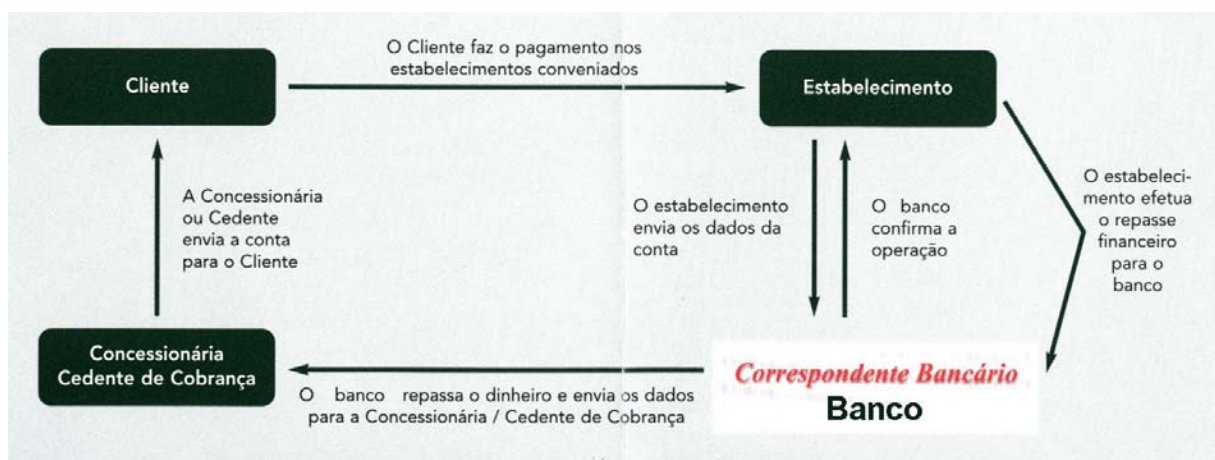 O Cliente faz o pagamento nos
estabelecimentos conveniados
Cliente
Estabelecimento
A Concessionária
ou Cedente
envia a conta
para o Cliente
O estabelecimento
envia os dados da
conta
O banco
confirma a
operação
O estabeleci-
mento efetua
o repasse
financeiro
para o
banco
Concessionária
Cedente de Cobrança
O banco repassa o dinheiro e envia os dados
para a Concessionária / Cedente de Cobrança
Correspondente Bancário
Banco